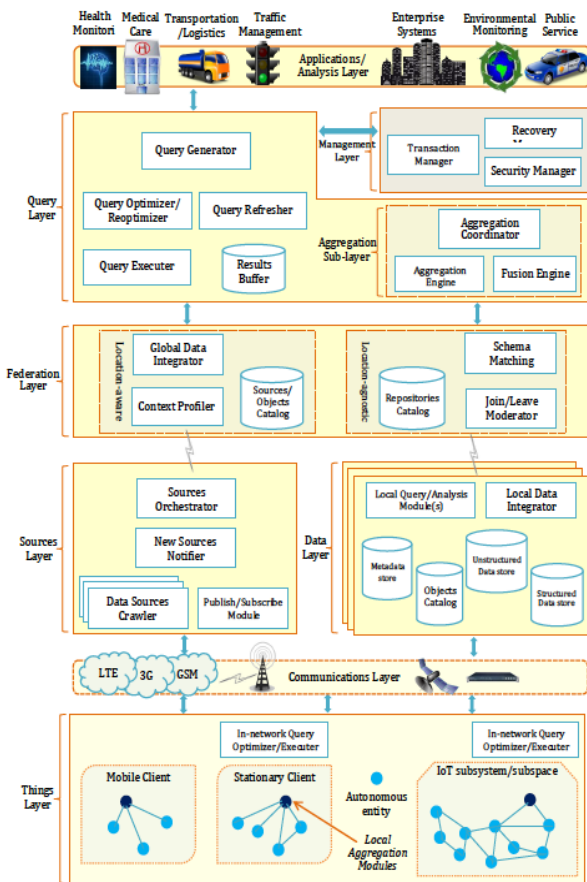 Health
Monitori
Medical
Care
Transportation
/Logistics
Traffic
Management
Enterprise
Systems
Environmental
Monitoring
Public
Service
Applications/
Analysis Layer
Query Generator
Management
Layer
Transaction
Manager
Recovery
Security Manager
Query
Layer
Query Optimizer/
Reoptimizer
Query Refresher
Query Executer
Results
Buffer
Aggregation
Sub-layer
Aggregation
Coordinator
Aggregation
Engine
Fusion Engine
Federation
Layer
Location-aware
Global Data
Integrator
Context Profiler
Sources/
Objects
Catalog
Location-agnostic
Repositories
Catalog
Schema
Matching
Join/Leave
Moderator
Sources
Layer
Sources
Orchestrator
New Sources
Notifier
Data Sources
Crawler
Publish/Subscribe
Module
Data
Layer
Local Query/Analysis
Module(s)
Local Data
Integrator
Metadata
store
Objects
Catalog
Unstructured
Data store
Structured
Data store
LTE
3G
GSM
Communications Layer
Things
Layer
In-network Query
Optimizer/Executer
In-network Query
Optimizer/Executer
Mobile Client
Stationary Client
Autonomous
entity
IoT subsystem/subspace
Local
Aggregation
Modules